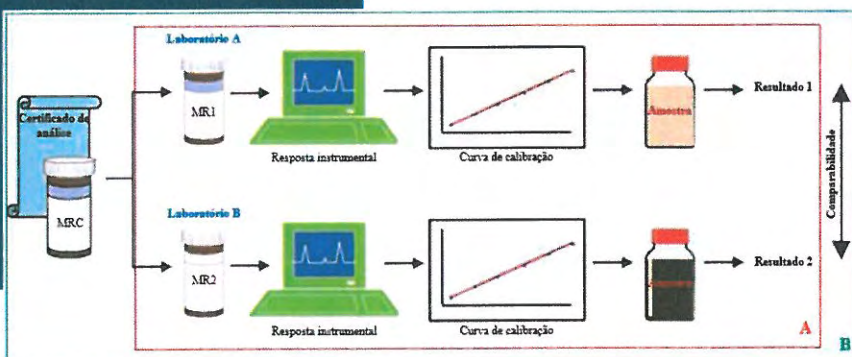 Laboratório A
Certificado de
análise
MRC
MR1
Resposta instrumental
Curva de calibração
Amostra
Resultado 1
Comparabilidade
Laboratório B
MR2
Resposta instrumental
Curva de calibração
Resultado 2
A
B